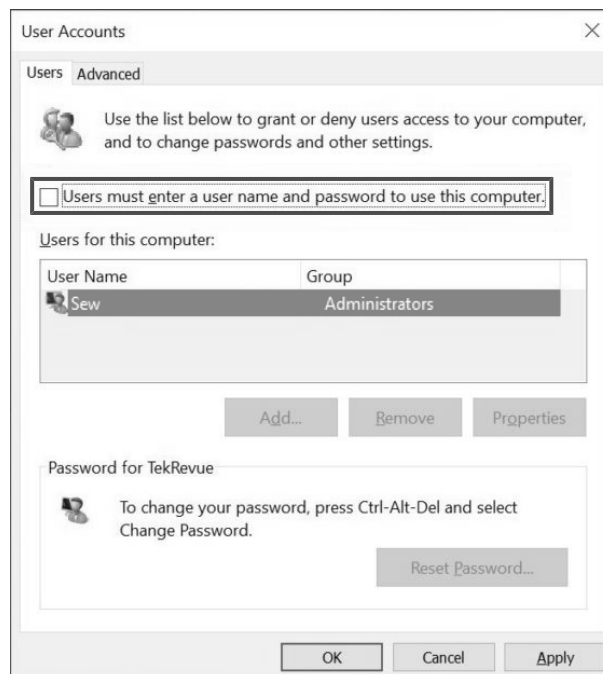 User Accounts
Users Advanced
Use the list below to grant or deny users access to your computer,
and to change passwords and other settings.
Users must enter a user name and password to use this computer.
Users for this computer:
User Name Group
Sew Administrators
Add... Remove Properties
Password for TekRevue
To change your password, press Ctrl-Alt-Del and select
Change Password.
Reset Password...
OK Cancel Apply